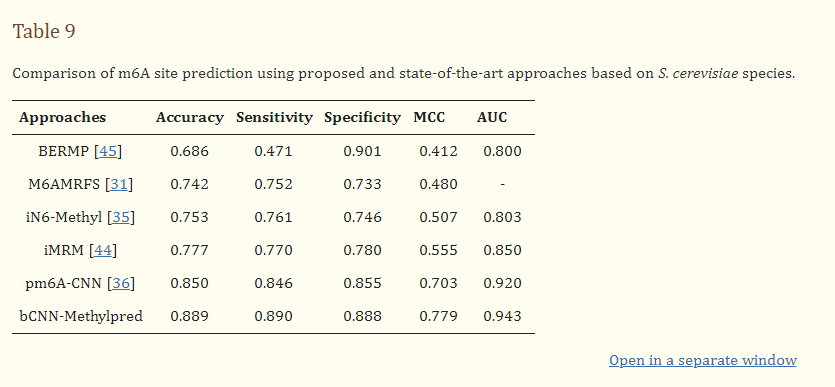 Table 9
Comparison of m6A site prediction using proposed and state-of-the-art approaches based on S. cerevisiae species.
Approaches Accuracy Sensitivity Specificity MCC AUC
BERMP [45] 0.686 0.471 0.901 0.412 0.800
M6AMRFS [31] 0.742 0.752 0.733 0.480 -
iN6-Methyl [35] 0.753 0.761 0.746 0.507 0.803
iMRM [44] 0.777 0.770 0.780 0.555 0.850
pm6A-CNN [36] 0.850 0.846 0.855 0.703 0.920
bCNN-Methylpred 0.889 0.890 0.888 0.779 0.943
Open in a separate window